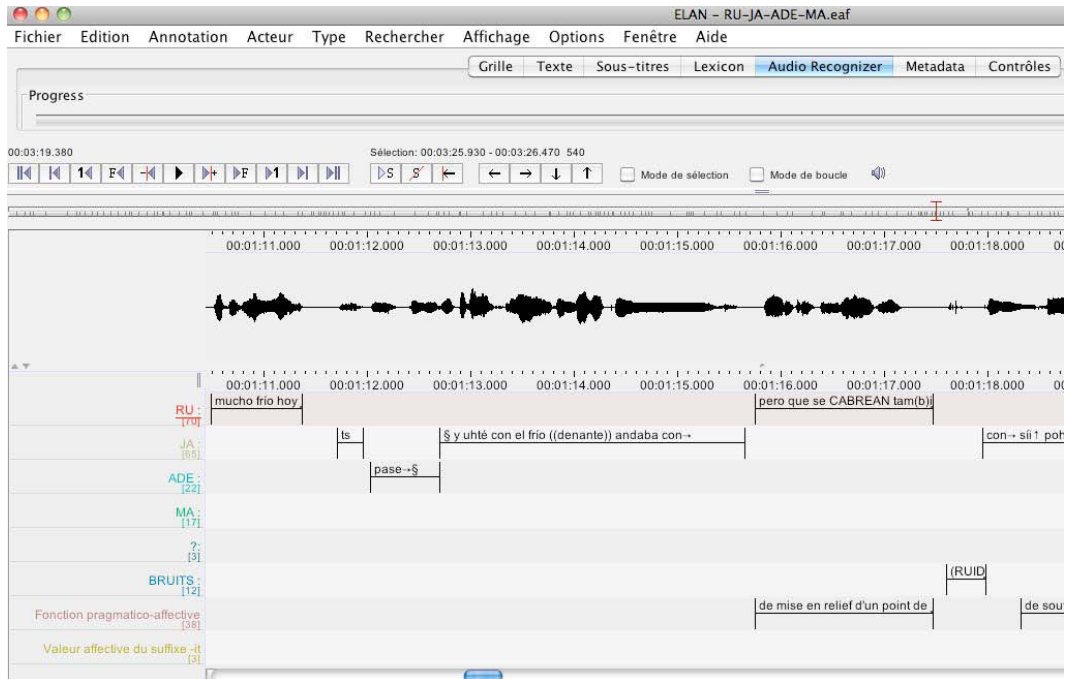 ELAN – RU-JA-ADE-MA.eaf
Fichier Edition Annotation Acteur Type Rechercher Affichage Options Fenêtre Aide
Grille Texte Sous-titres Lexicon Audio Recognizer Metadata Contrôles
Progress
00:03:19.380 Sélection: 00:03:25.930 - 00:03:26.470 540
1 F + F 1 S S Mode de sélection Mode de boucle
00:01:11.000 00:01:12.000 00:01:13.000 00:01:14.000 00:01:15.000 00:01:16.000 00:01:17.000 00:01:18.000 00
00:01:11.000 00:01:12.000 00:01:13.000 00:01:14.000 00:01:15.000 00:01:16.000 00:01:17.000 00:01:18.000 00
RU : mucho frío hoy pero que se CABREAN tam(b)i
[70]
JA : ts § y uhté con el frío ((denante)) andaba con→ con→ síi↑ poh
[65]
ADE : pase→§
[22]
MA :
[17]
?:
[3]
BRUITS : (RUID
[12]
Fonction pragmatico-affective de mise en relief d'un point de de sou
[38]
Valeur affective du suffixe -it
[3]